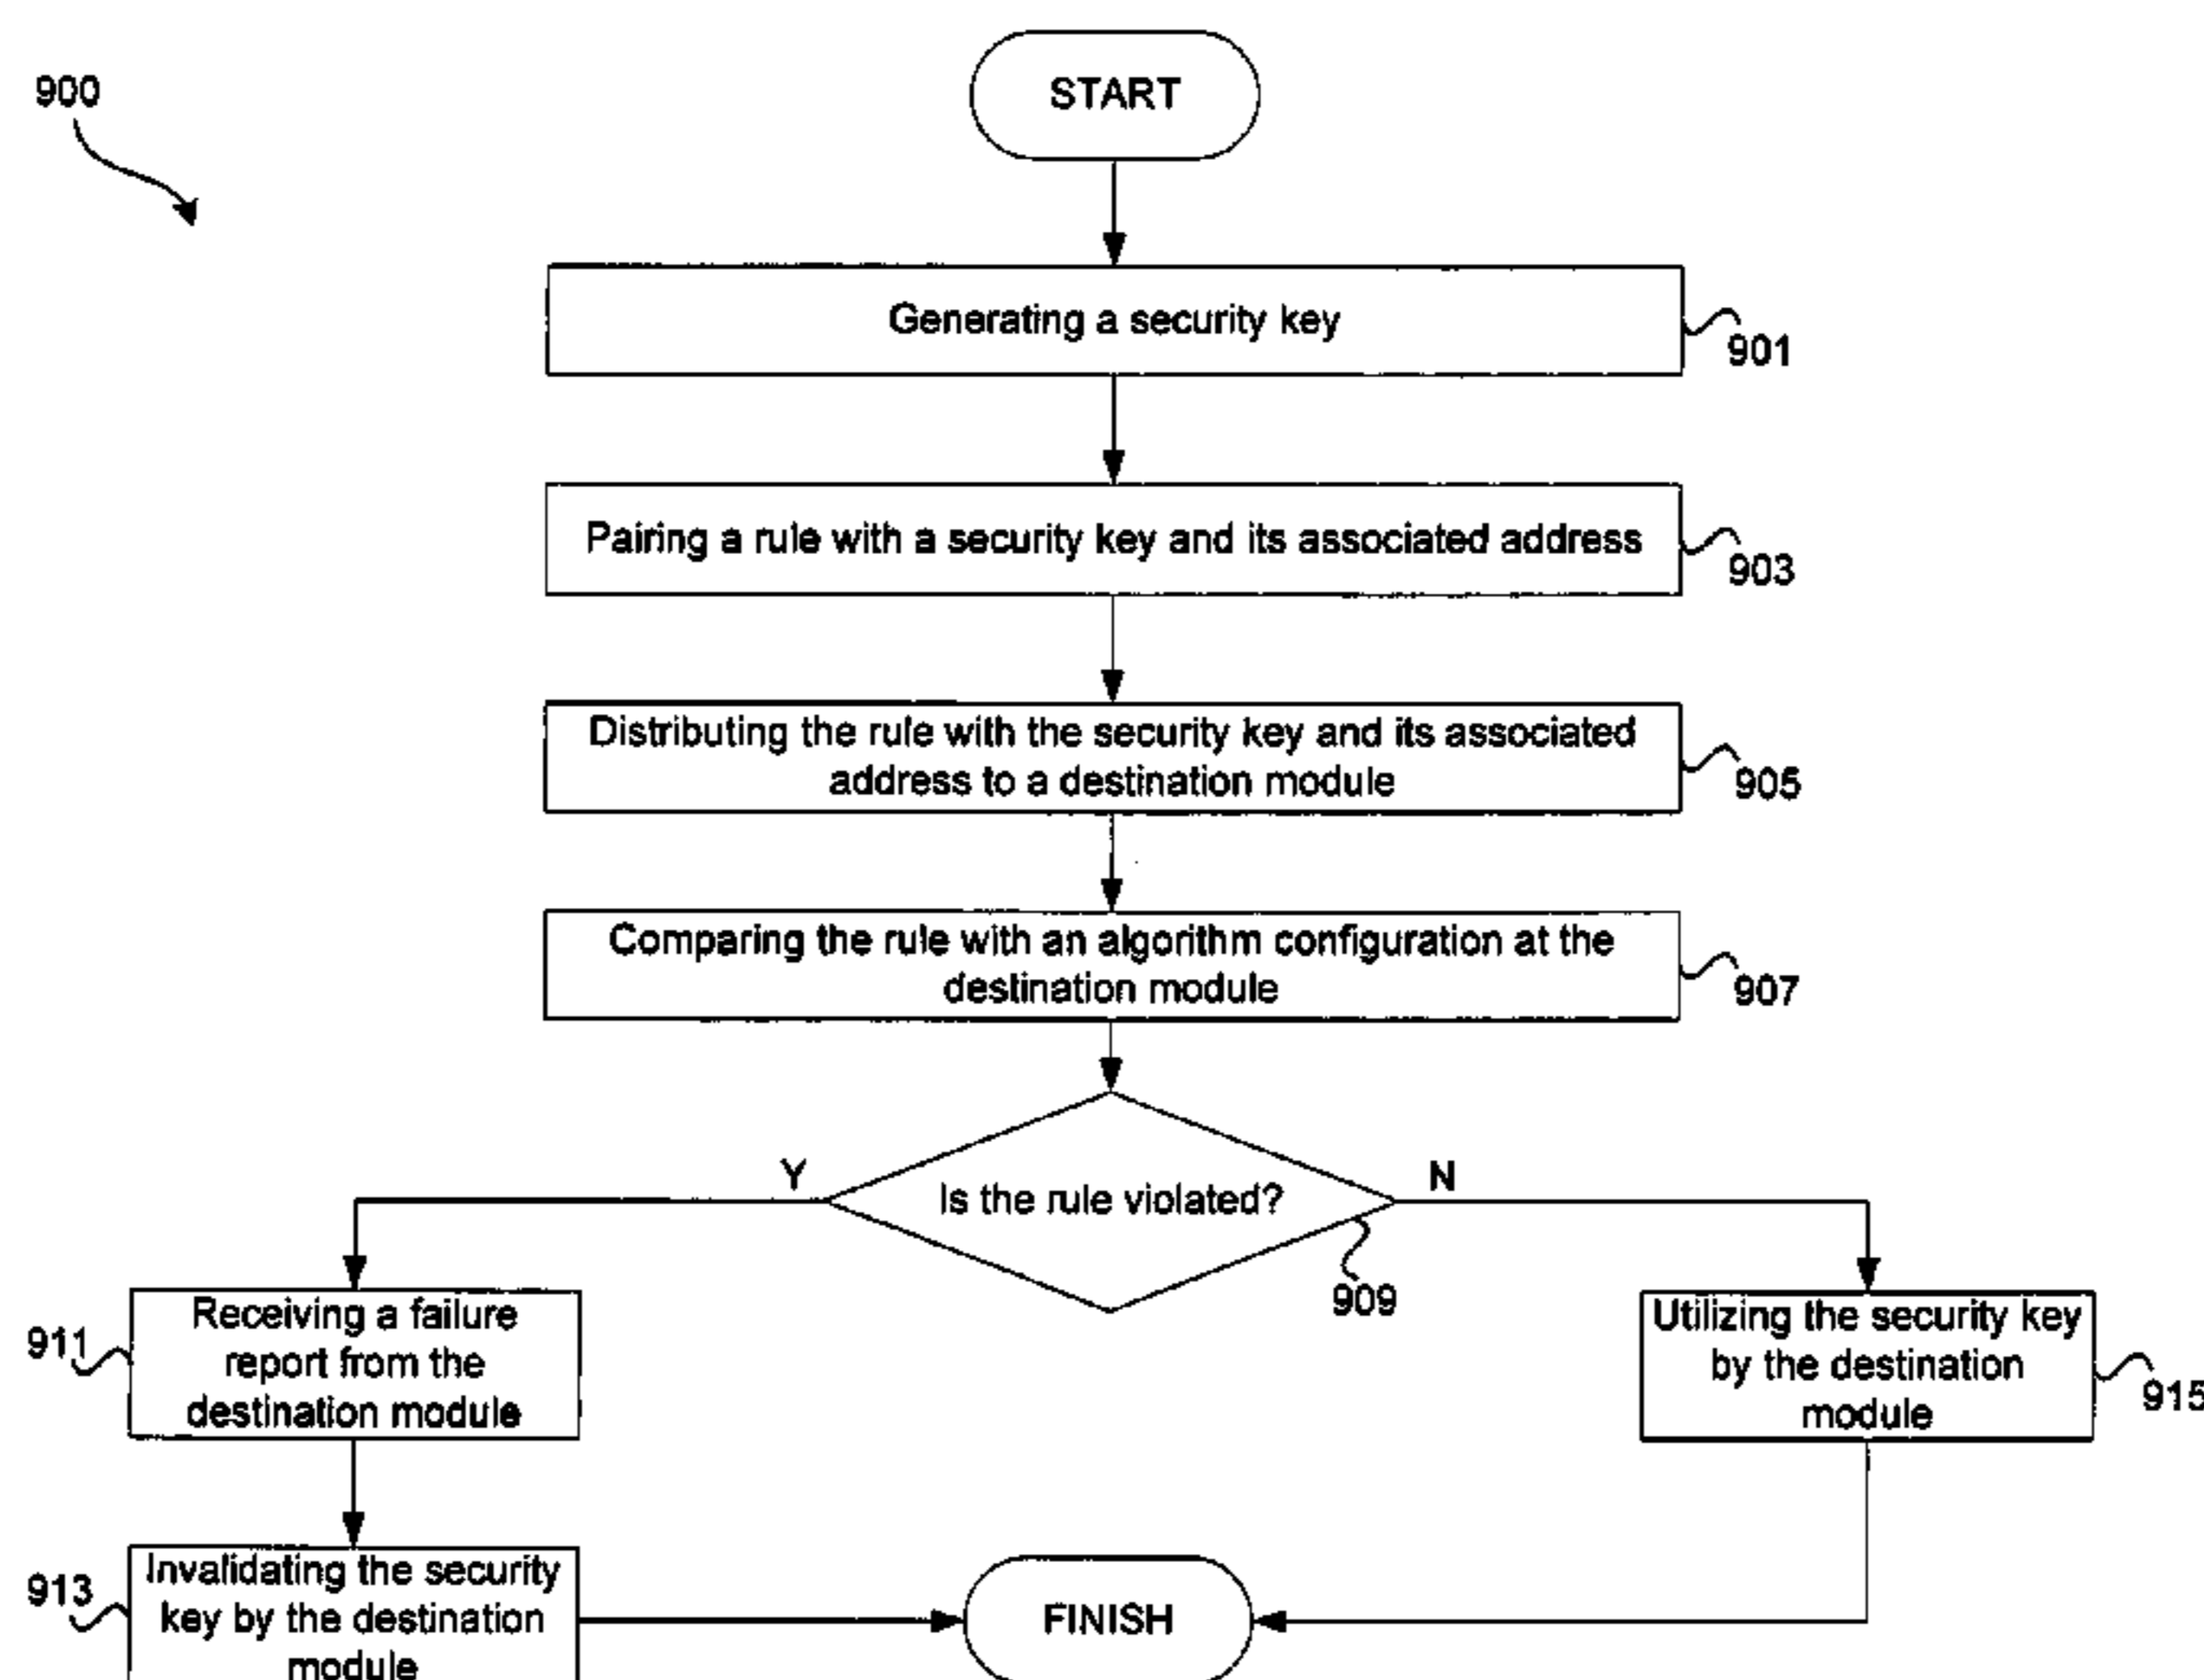 900
START
Generating a security key
901
Pairing a rule with a security key and its associated address
903
Distributing the rule with the security key and its associated
address to a destination module
905
Comparing the rule with an algorithm configuration at the
destination module
907
Y
Is the rule violated?
N
909
911
Receiving a failure
report from the
destination module
Utilizing the security key
by the destination
module
915
913
Invalidating the security
key by the destination
module
FINISH